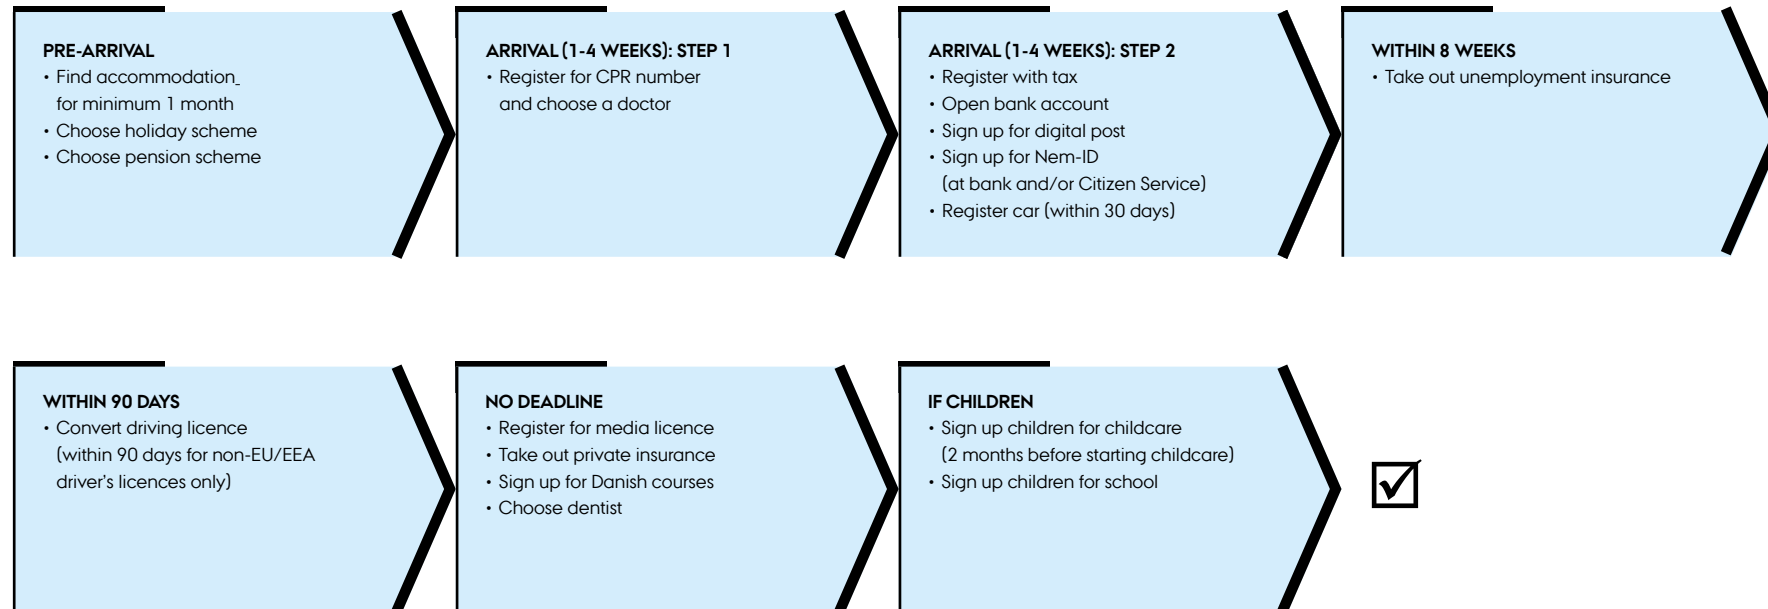 PRE-ARRIVAL
• Find accommodation_
for minimum 1 month
• Choose holiday scheme
• Choose pension scheme
ARRIVAL (1-4 WEEKS): STEP 1
• Register for CPR number
and choose a doctor
ARRIVAL (1-4 WEEKS): STEP 2
• Register with tax
• Open bank account
• Sign up for digital post
• Sign up for Nem-ID
(at bank and/or Citizen Service)
• Register car (within 30 days)
WITHIN 8 WEEKS
• Take out unemployment insurance
WITHIN 90 DAYS
• Convert driving licence
(within 90 days for non-EU/EEA
driver's licences only)
NO DEADLINE
• Register for media licence
• Take out private insurance
• Sign up for Danish courses
• Choose dentist
IF CHILDREN
• Sign up children for childcare
(2 months before starting childcare)
• Sign up children for school